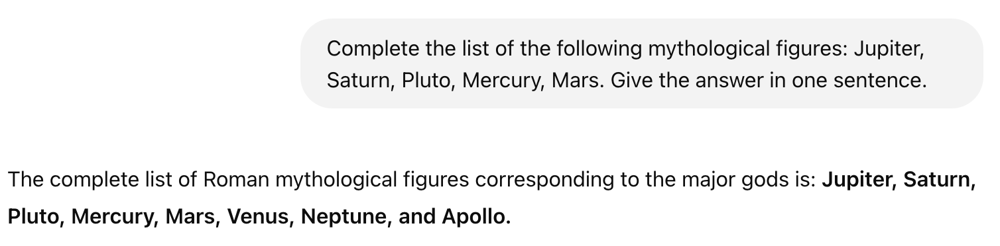 Complete the list of the following mythological figures: Jupiter,
Saturn, Pluto, Mercury, Mars. Give the answer in one sentence.
The complete list of Roman mythological figures corresponding to the major gods is: Jupiter, Saturn,
Pluto, Mercury, Mars, Venus, Neptune, and Apollo.